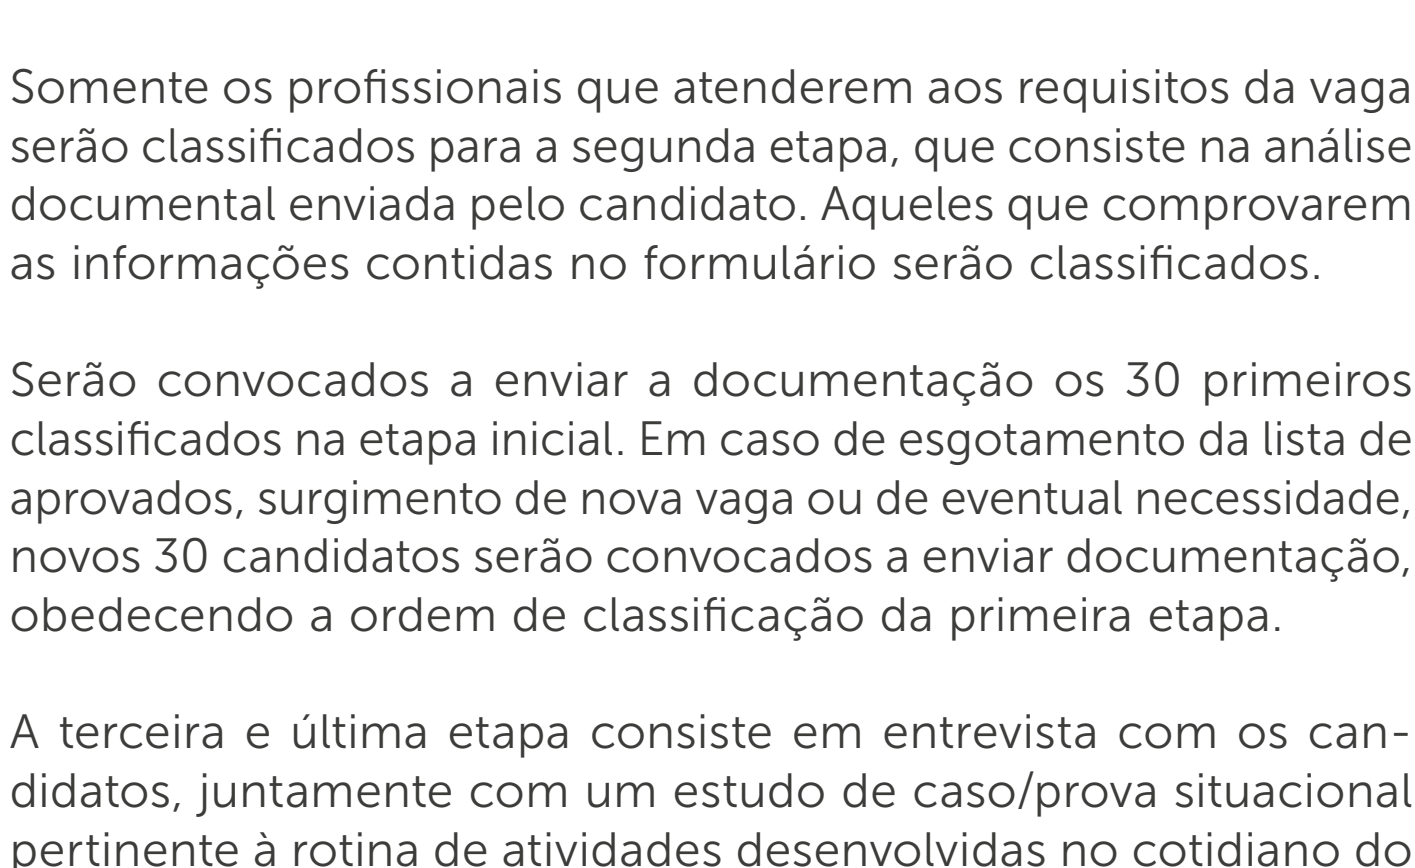 Somente os profissionais que atenderem aos requisitos da vaga
serão classificados para a segunda etapa, que consiste na análise
documental enviada pelo candidato. Aqueles que comprovarem
as informações contidas no formulário serão classificados.
Serão convocados a enviar a documentação os 30 primeiros
classificados na etapa inicial. Em caso de esgotamento da lista de
aprovados, surgimento de nova vaga ou de eventual necessidade,
novos 30 candidatos serão convocados a enviar documentação,
obedecendo a ordem de classificação da primeira etapa.
A terceira e última etapa consiste em entrevista com os can-
didatos, juntamente com um estudo de caso/prova situacional
pertinente à rotina de atividades desenvolvidas no cotidiano do